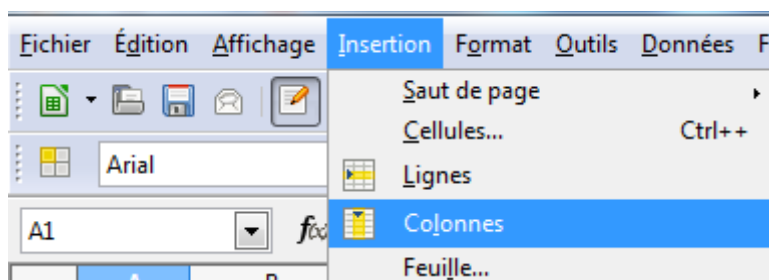 Fichier Édition Affichage Insertion Format Outils Données F
Saut de page
Cellules... Ctrl++
Arial
Lignes
A1 f(x)
Colonnes
A B
Feuille...